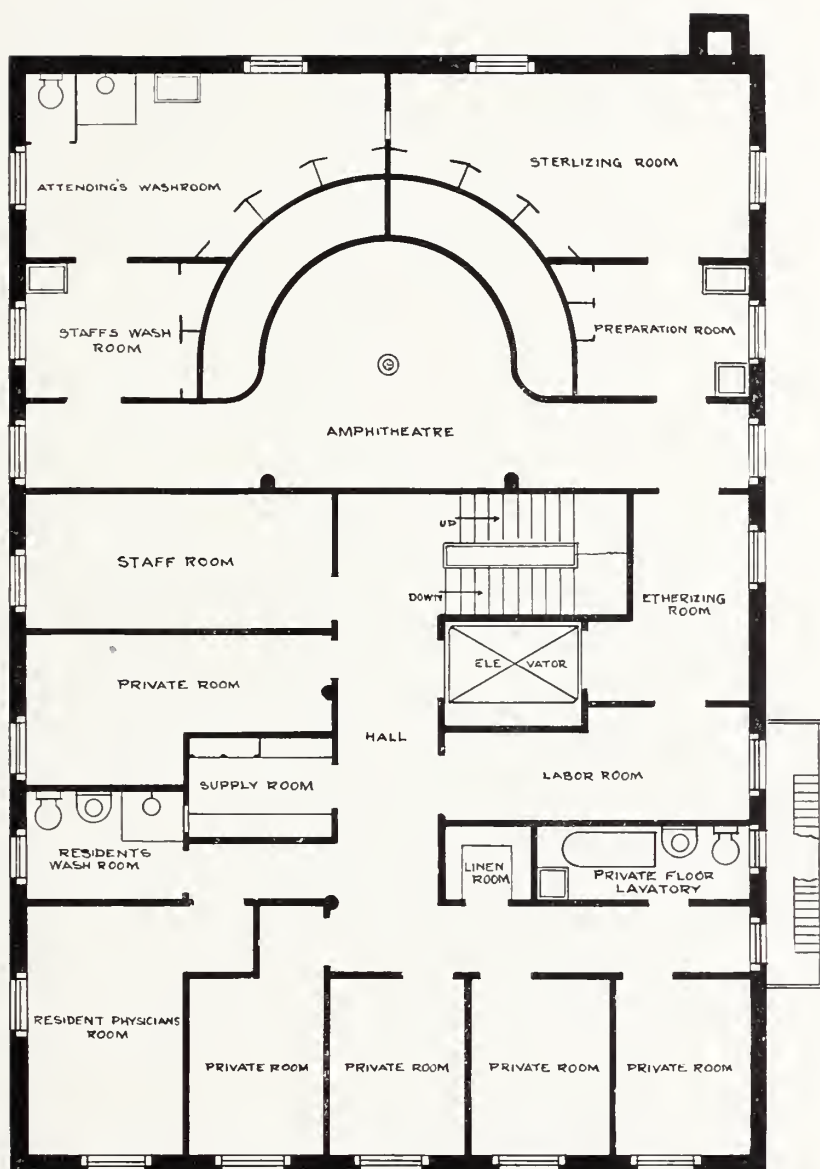 ATTENDING'S WASHROOM
STERLIZING ROOM
STAFFS WASH
ROOM
PREPARATION ROOM
AMPHITHEATRE
UP
STAFF ROOM
DOWN
ETHERIZING
ROOM
ELEVATOR
PRIVATE ROOM
HALL
SUPPLY ROOM
LABOR ROOM
RESIDENTS
WASH ROOM
LINEN
ROOM
PRIVATE FLOOR
LAVATORY
RESIDENT PHYSICIANS
ROOM
PRIVATE ROOM
PRIVATE ROOM
PRIVATE ROOM
PRIVATE ROOM